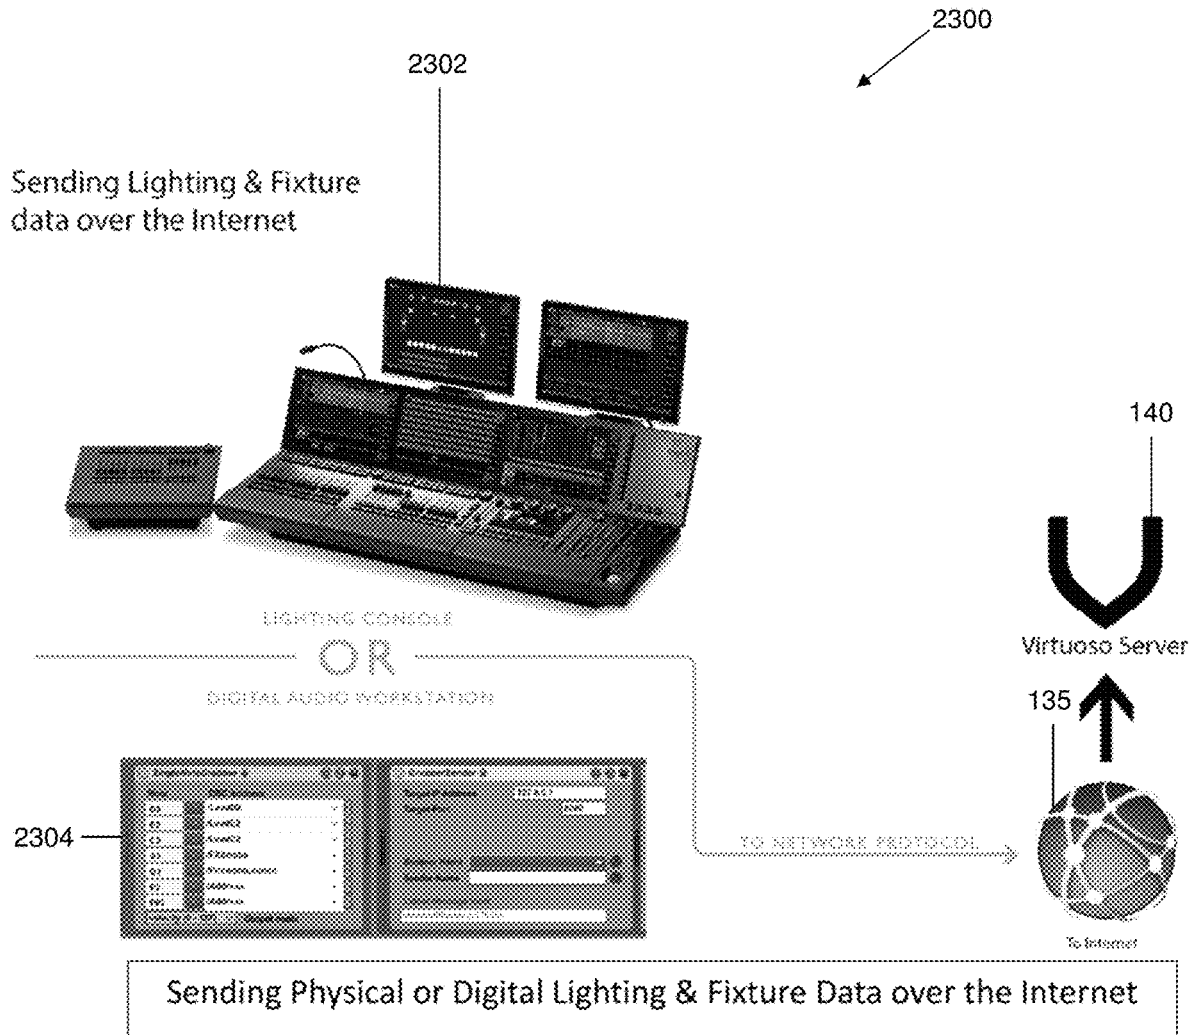 2300
2302
Sending Lighting & Fixture
data over the Internet
140
LIGHTING CONSOLE
OR
DIGITAL AUDIO WORKSTATION
Virtuoso Server
135
2304
TO NETWORK PROTOCOL
To Internet
Sending Physical or Digital Lighting & Fixture Data over the Internet